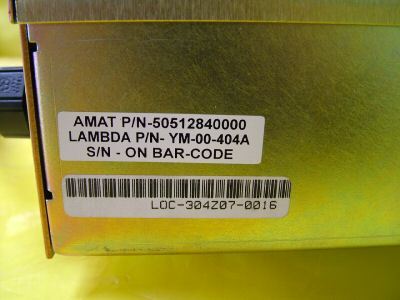 AMAT P/N-50512840000
LAMBDA P/N- YM-00-404A
S/N - ON BAR-CODE
LOC-304Z07-0016